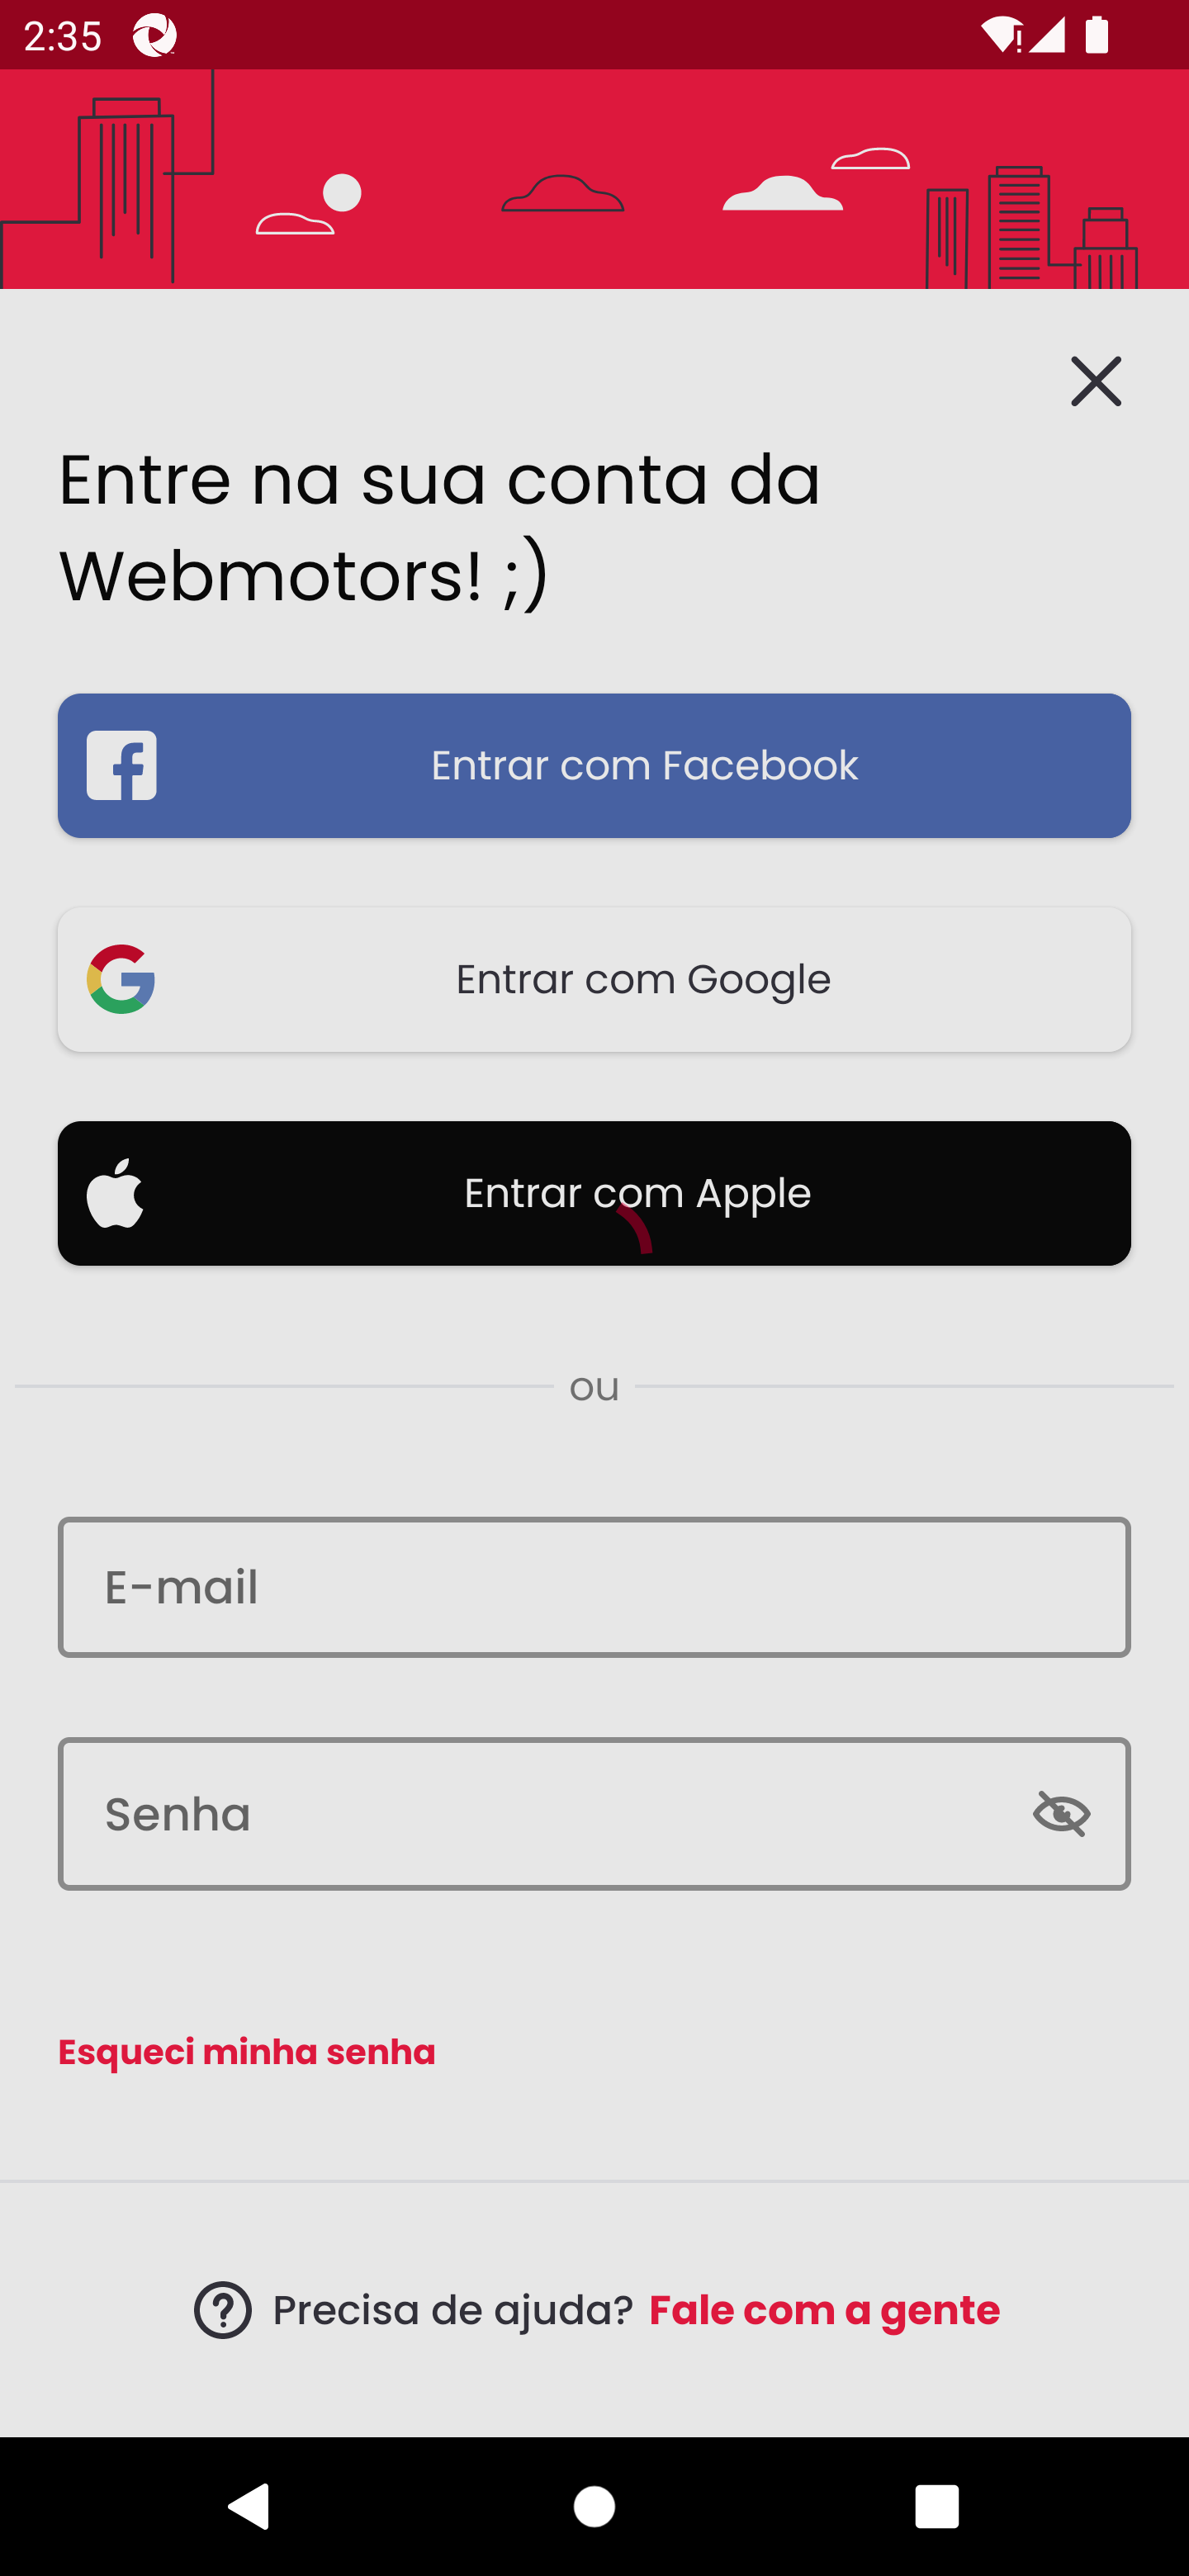 2:35
Entre na sua conta da
Webmotors! ;)
Entrar com Facebook
Entrar com Google
Entrar com Apple
ou
E-mail
Senha
Esqueci minha senha
Precisa de ajuda? Fale com a gente